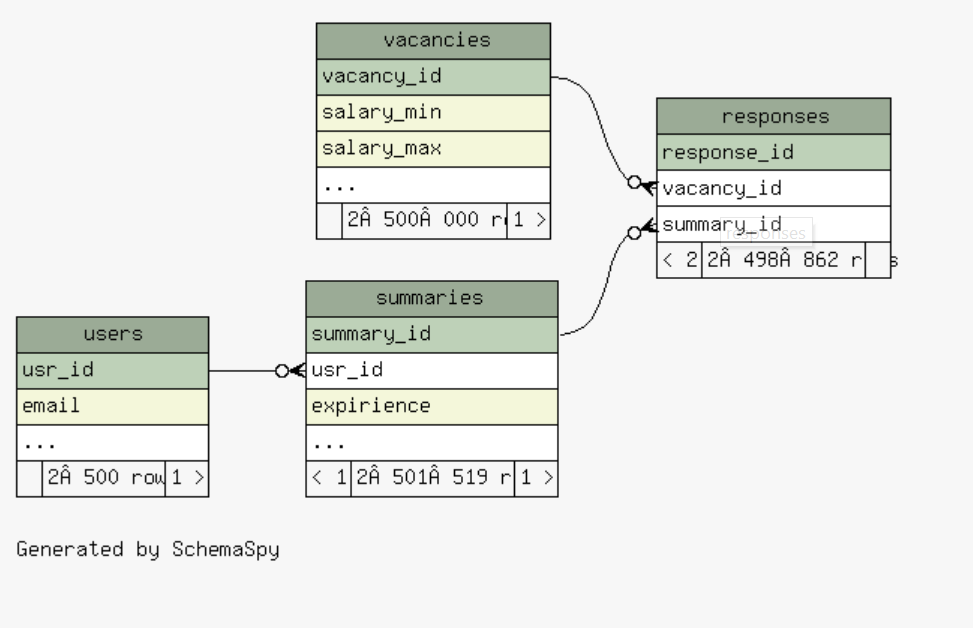 vacancies
vacancy_id
salary_min
salary_max
...
2Â 500Â 000 r 1 >
responses
response_id
vacancy_id
summary_id
responses
< 2 2Â 498Â 862 r s
users
usr_id
email
...
2Â 500 row 1 >
summaries
summary_id
usr_id
expirience
...
< 1 2Â 501Â 519 r 1 >
Generated by SchemaSpy